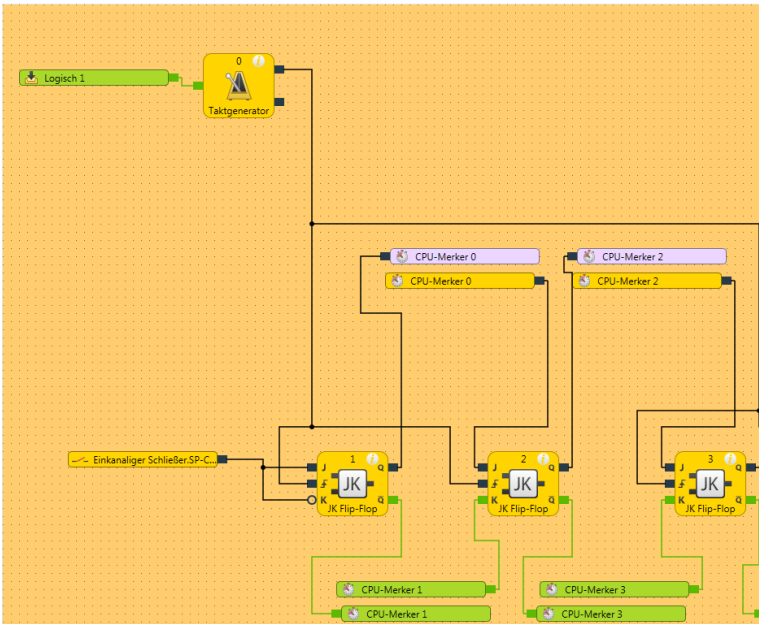 0
Logisch 1
Taktgenerator
CPU-Merker 0
CPU-Merker 2
CPU-Merker 0
CPU-Merker 2
Einkanaliger Schließer.SP-C...
1
J Q
JK
K Q̅
JK Flip-Flop
2
J Q
JK
K Q̅
JK Flip-Flop
3
J Q
JK
K Q̅
JK Flip-Flop
CPU-Merker 1
CPU-Merker 3
CPU-Merker 1
CPU-Merker 3